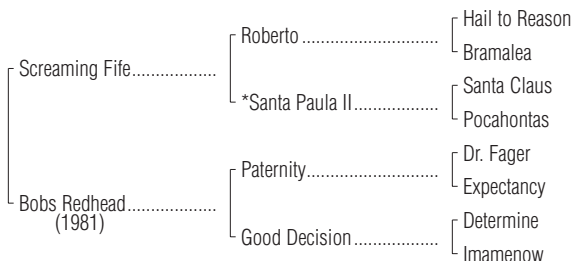 Hail to Reason
Roberto
Bramalea
Screaming Fife
Santa Claus
*Santa Paula II
Pocahontas
Dr. Fager
Paternity
Expectancy
Bobs Redhead
(1981)
Determine
Good Decision
Imamenow